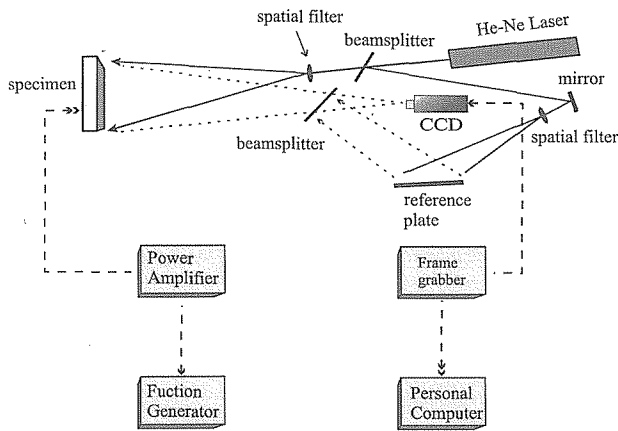 spatial filter
beamsplitter
He-Ne Laser
specimen
mirror
CCD
spatial filter
beamsplitter
reference
plate
Power
Amplifier
Frame
grabber
Fuction
Generator
Personal
Computer